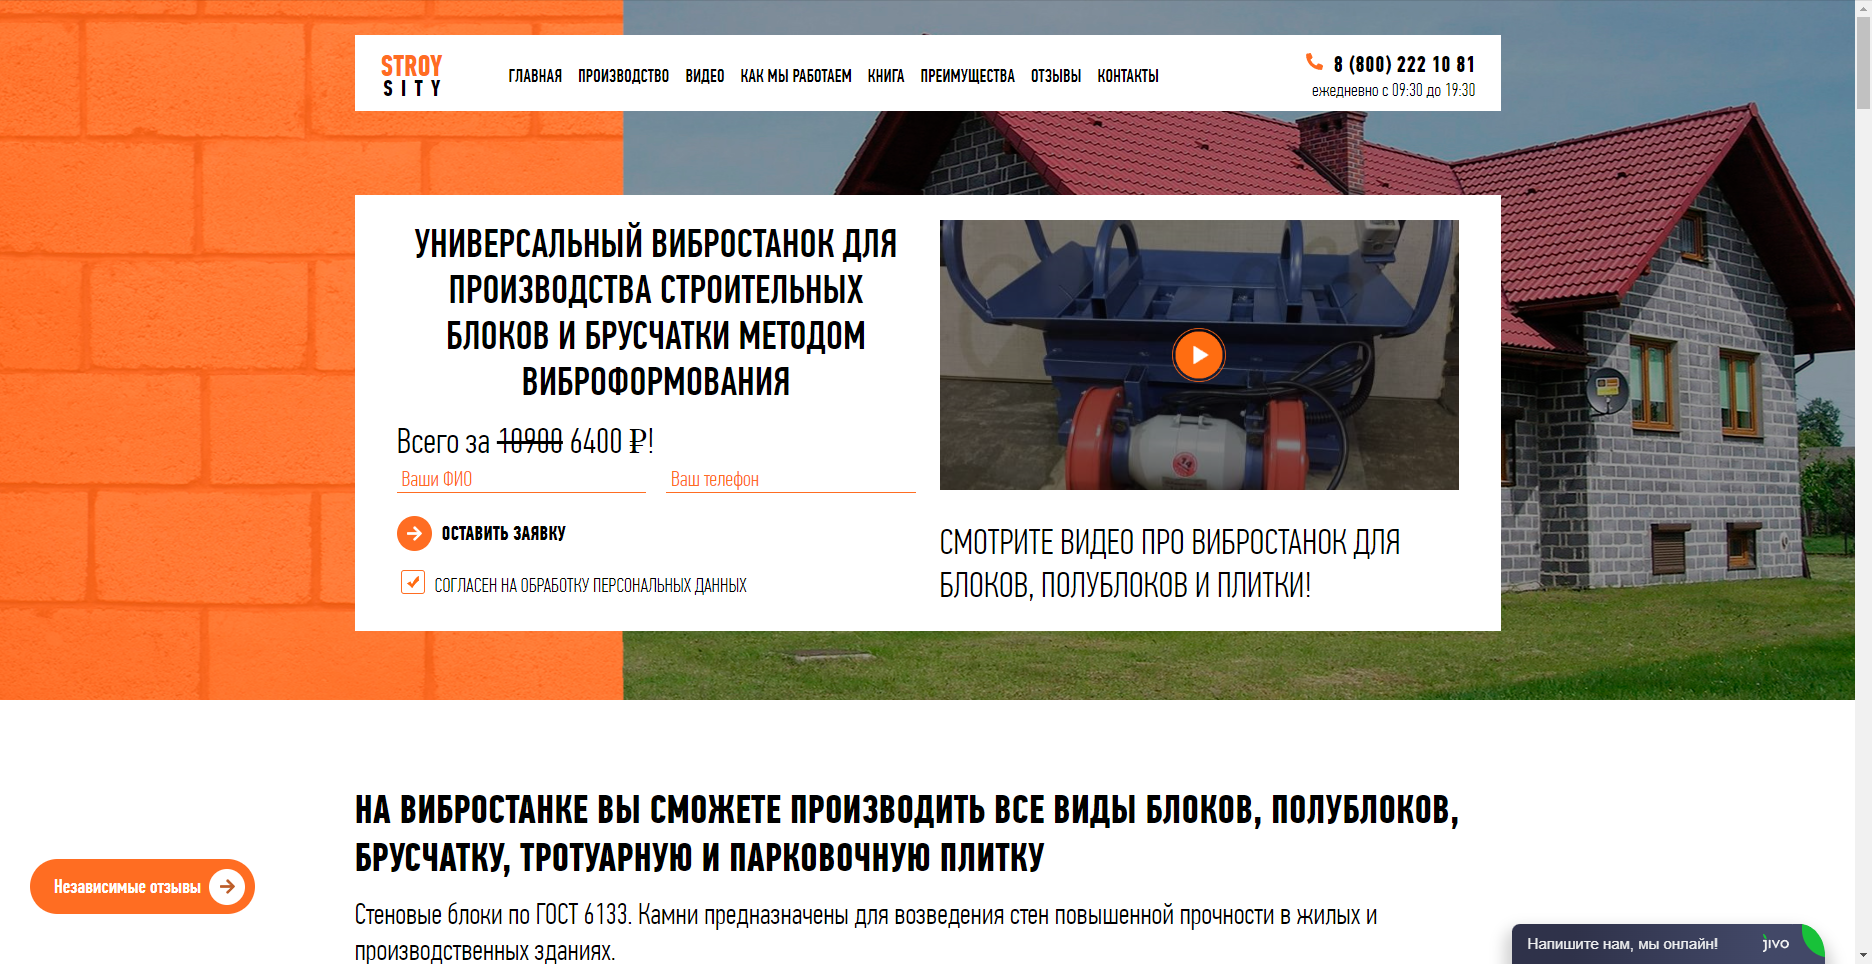 STROY
SITY
ГЛАВНАЯ ПРОИЗВОДСТВО ВИДЕО КАК МЫ РАБОТАЕМ КНИГА ПРЕИМУЩЕСТВА ОТЗЫВЫ КОНТАКТЫ
8 (800) 222 10 81
ежедневно с 09:30 до 19:30
УНИВЕРСАЛЬНЫЙ ВИБРОСТАНОК ДЛЯ
ПРОИЗВОДСТВА СТРОИТЕЛЬНЫХ
БЛОКОВ И БРУСЧАТКИ МЕТОДОМ
ВИБРОФОРМОВАНИЯ
Всего за 10900 6400 ₽!
Ваши ФИО Ваш телефон
ОСТАВИТЬ ЗАЯВКУ
СОГЛАСЕН НА ОБРАБОТКУ ПЕРСОНАЛЬНЫХ ДАННЫХ
СМОТРИТЕ ВИДЕО ПРО ВИБРОСТАНОК ДЛЯ
БЛОКОВ, ПОЛУБЛОКОВ И ПЛИТКИ!
НА ВИБРОСТАНКЕ ВЫ СМОЖЕТЕ ПРОИЗВОДИТЬ ВСЕ ВИДЫ БЛОКОВ, ПОЛУБЛОКОВ,
БРУСЧАТКУ, ТРОТУАРНУЮ И ПАРКОВОЧНУЮ ПЛИТКУ
Стеновые блоки по ГОСТ 6133. Камни предназначены для возведения стен повышенной прочности в жилых и
производственных зданиях.
Независимые отзывы
Напишите нам, мы онлайн! jivo